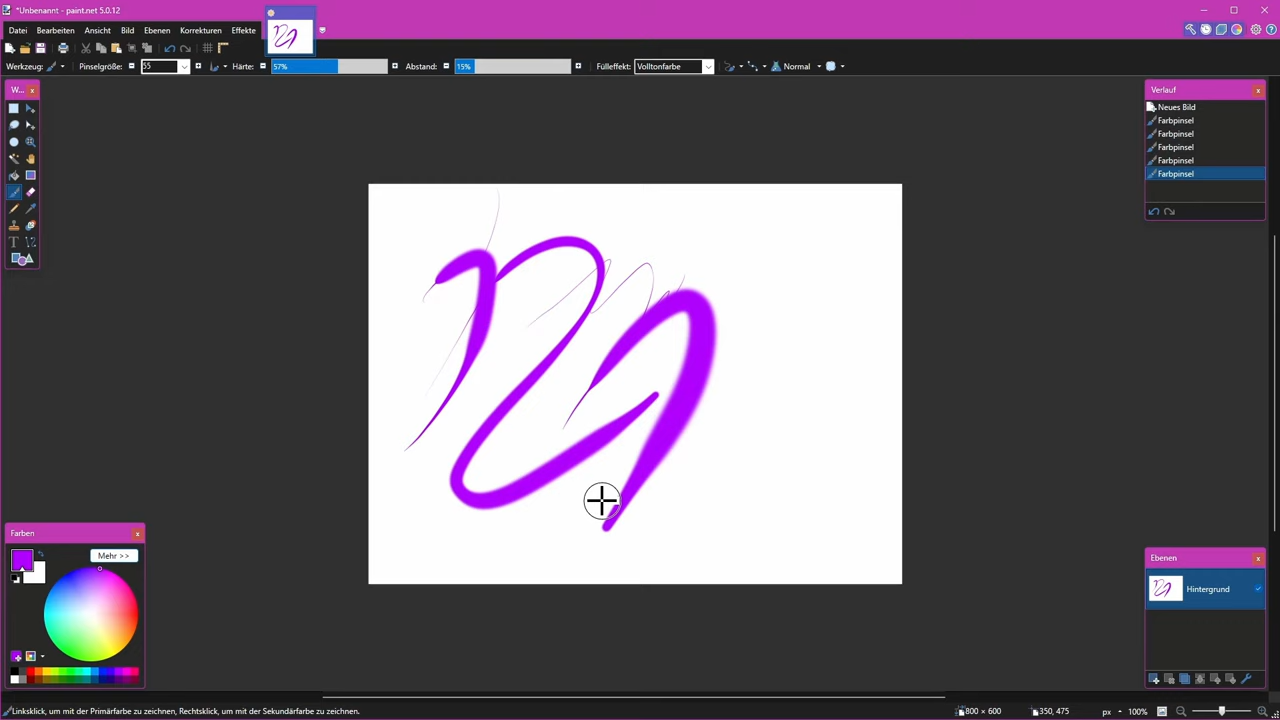 *Unbenannt - paint.net 5.0.12
Datei Bearbeiten Ansicht Bild Ebenen Korrekturen Effekte
Werkzeug: Pinselgröße: 55 Härte: 57% Abstand: 15% Fülleffekt: Volltonfarbe Normal
W...
Verlauf
Neues Bild
Farbpinsel
Farbpinsel
Farbpinsel
Farbpinsel
Farbpinsel
Farben
Mehr >>
Ebenen
Hintergrund
Linksklick, um mit der Primärfarbe zu zeichnen, Rechtsklick, um mit der Sekundärfarbe zu zeichnen. 800 × 600 350, 475 px 100%